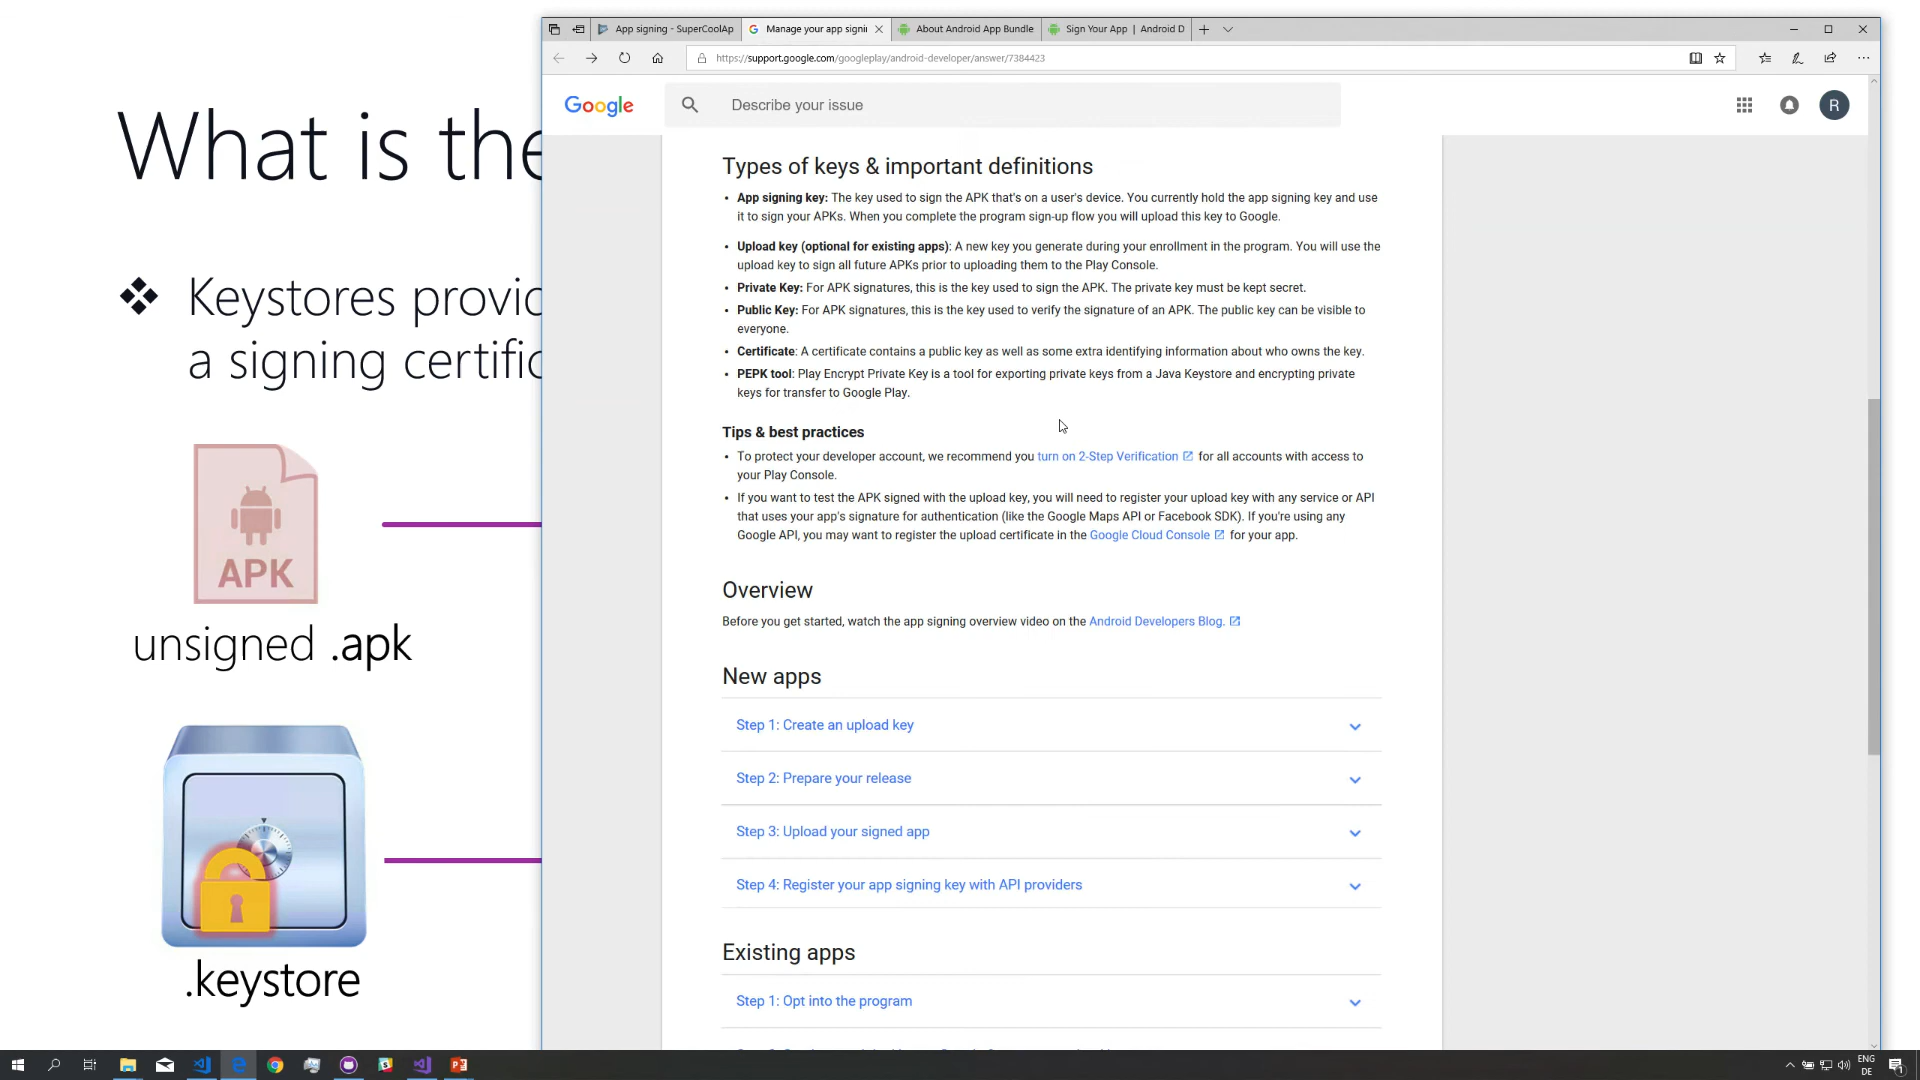 App signing - SuperCoolAp
Manage your app signi
About Android App Bundle
Sign Your App | Android D
https://support.google.com/googleplay/android-developer/answer/7384423
Google
Describe your issue
R
What is the
Keystores provid
a signing certific
APK
unsigned .apk
.keystore
Types of keys & important definitions
• App signing key: The key used to sign the APK that's on a user's device. You currently hold the app signing key and use
it to sign your APKs. When you complete the program sign-up flow you will upload this key to Google.
• Upload key (optional for existing apps): A new key you generate during your enrollment in the program. You will use the
upload key to sign all future APKs prior to uploading them to the Play Console.
• Private Key: For APK signatures, this is the key used to sign the APK. The private key must be kept secret.
• Public Key: For APK signatures, this is the key used to verify the signature of an APK. The public key can be visible to
everyone.
• Certificate: A certificate contains a public key as well as some extra identifying information about who owns the key.
• PEPK tool: Play Encrypt Private Key is a tool for exporting private keys from a Java Keystore and encrypting private
keys for transfer to Google Play.
Tips & best practices
• To protect your developer account, we recommend you turn on 2-Step Verification for all accounts with access to
your Play Console.
• If you want to test the APK signed with the upload key, you will need to register your upload key with any service or API
that uses your app's signature for authentication (like the Google Maps API or Facebook SDK). If you're using any
Google API, you may want to register the upload certificate in the Google Cloud Console for your app.
Overview
Before you get started, watch the app signing overview video on the Android Developers Blog.
New apps
Step 1: Create an upload key
Step 2: Prepare your release
Step 3: Upload your signed app
Step 4: Register your app signing key with API providers
Existing apps
Step 1: Opt into the program
ENG
DE